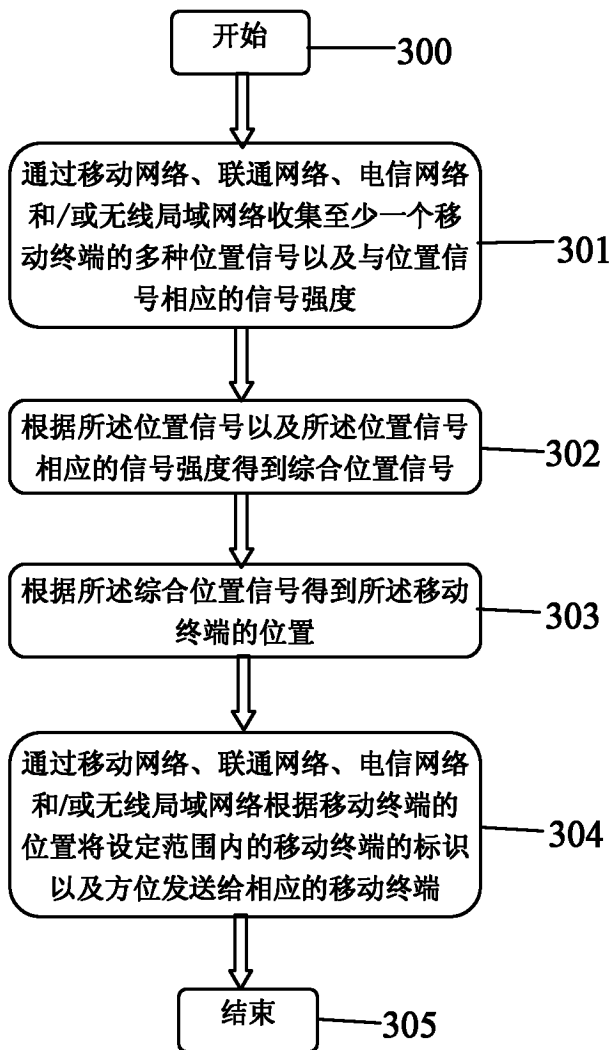 开始
300
通过移动网络、联通网络、电信网络
和/或无线局域网络收集至少一个移
动终端的多种位置信号以及与位置信
号相应的信号强度
301
根据所述位置信号以及所述位置信号
相应的信号强度得到综合位置信号
302
根据所述综合位置信号得到所述移动
终端的位置
303
通过移动网络、联通网络、电信网络
和/或无线局域网络根据移动终端的
位置将设定范围内的移动终端的标识
以及方位发送给相应的移动终端
304
结束
305